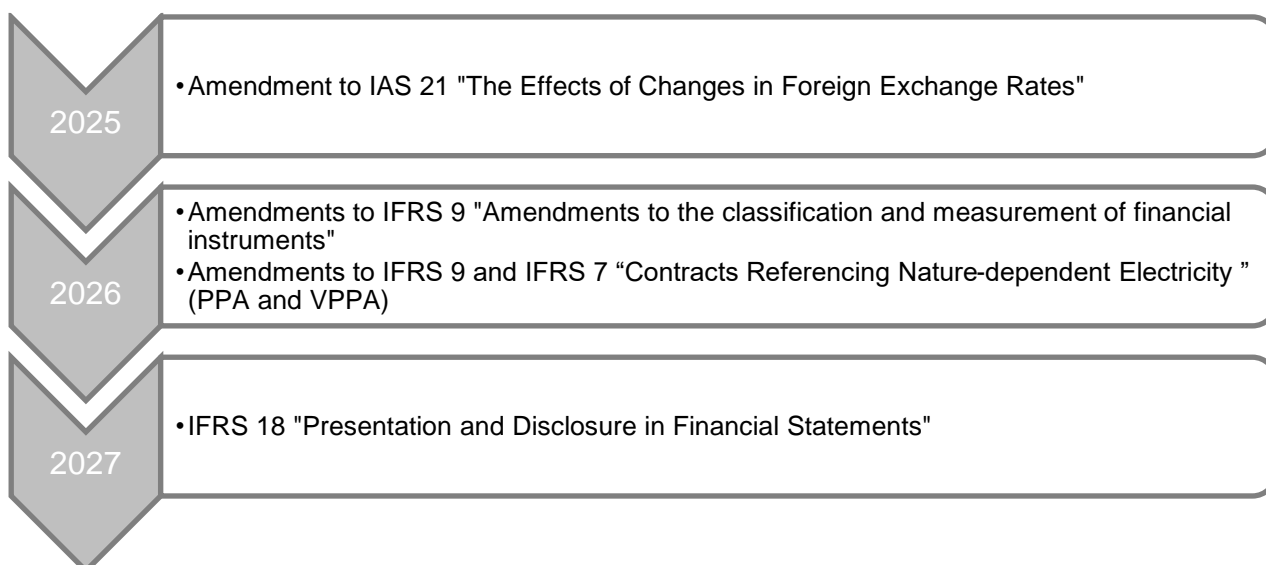 2025
•Amendment to IAS 21 "The Effects of Changes in Foreign Exchange Rates"
2026
•Amendments to IFRS 9 "Amendments to the classification and measurement of financial
instruments"
•Amendments to IFRS 9 and IFRS 7 “Contracts Referencing Nature-dependent Electricity ”
(PPA and VPPA)
2027
•IFRS 18 "Presentation and Disclosure in Financial Statements"